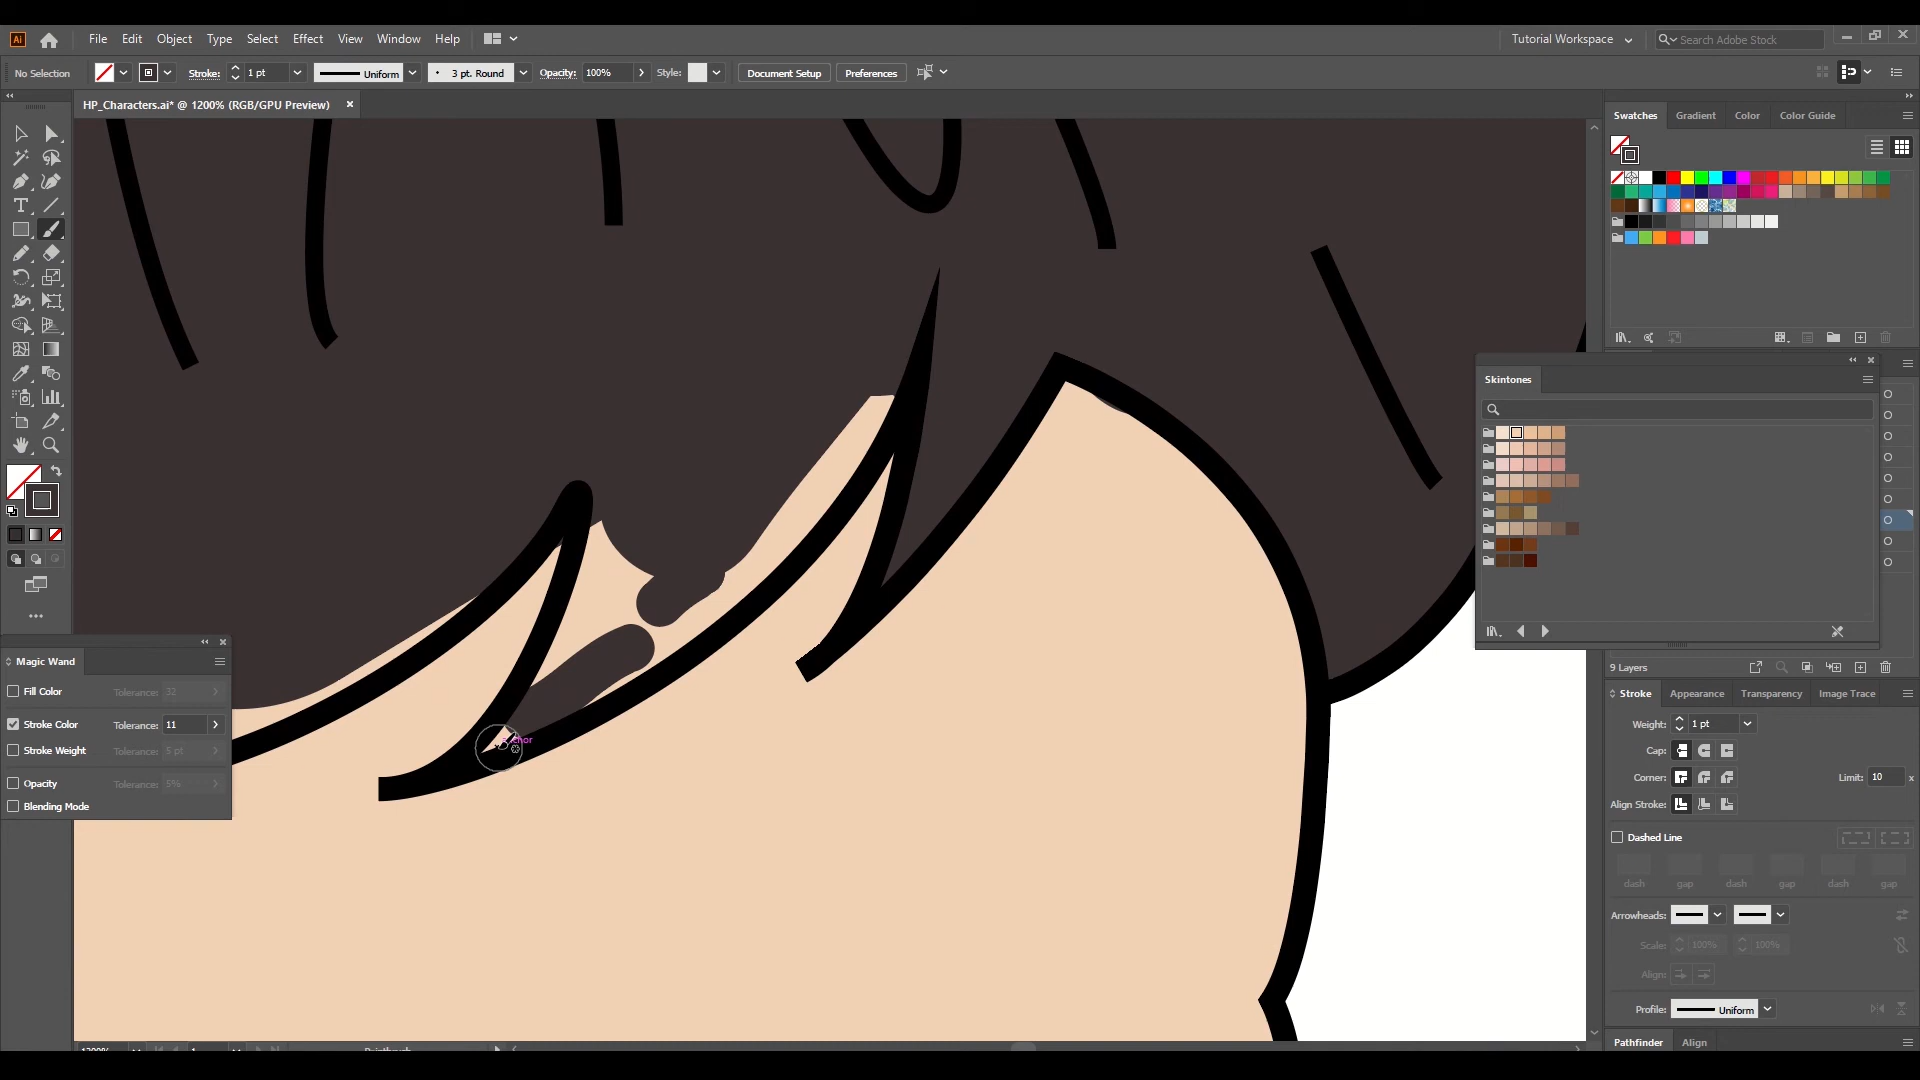 Ai File Edit Object Type Select Effect View Window Help Tutorial Workspace Search Adobe Stock
No Selection Stroke: 1 pt Uniform 3 pt. Round Opacity: 100% Style: Document Setup Preferences
HP_Characters.ai* @ 1200% (RGB/GPU Preview)
Swatches Gradient Color Color Guide
Skintones
Magic Wand
Fill Color Tolerance: 32
Stroke Color Tolerance: 11
Stroke Weight Tolerance: 5 pt
Opacity Tolerance: 5%
Blending Mode
9 Layers
Stroke Appearance Transparency Image Trace
Weight: 1 pt
Cap:
Corner: Limit: 10 x
Align Stroke:
Dashed Line
dash gap dash gap dash gap
Arrowheads:
Scale: 100% 100%
Align:
Profile: Uniform
Pathfinder Align